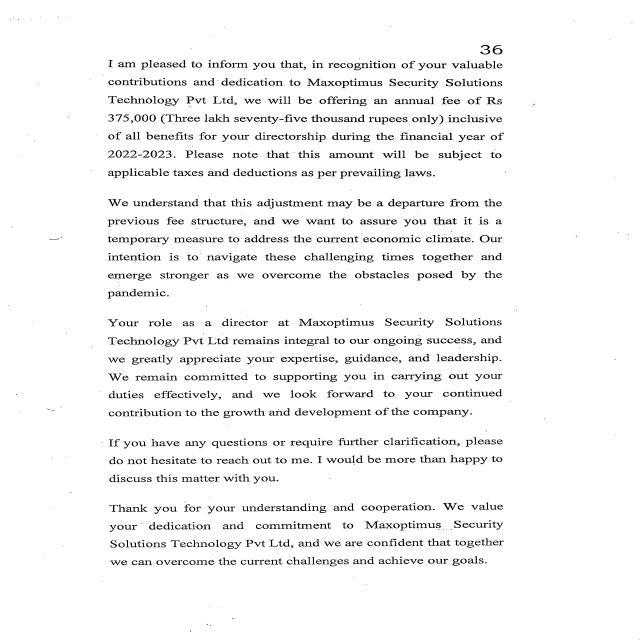 36
I am pleased to inform you that, in recognition of your valuable
contributions and dedication to Maxoptimus Security Solutions
Technology Pvt Ltd, we will be offering an annual fee of Rs
375,000 (Three lakh seventy-five thousand rupees only) inclusive
of all benefits for your directorship during the financial year of
2022-2023. Please note that this amount will be subject to
applicable taxes and deductions as per prevailing laws.
We understand that this adjustment may be a departure from the
previous fee structure, and we want to assure you that it is a
temporary measure to address the current economic climate. Our
intention is to navigate these challenging times together and
emerge stronger as we overcome the obstacles posed by the
pandemic.
Your role as a director at Maxoptimus Security Solutions
Technology Pvt Ltd remains integral to our ongoing success, and
we greatly appreciate your expertise, guidance, and leadership.
We remain committed to supporting you in carrying out your
duties effectively, and we look forward to your continued
contribution to the growth and development of the company.
If you have any questions or require further clarification, please
do not hesitate to reach out to me. I would be more than happy to
discuss this matter with you.
Thank you for your understanding and cooperation. We value
your dedication and commitment to Maxoptimus Security
Solutions Technology Pvt Ltd, and we are confident that together
we can overcome the current challenges and achieve our goals.